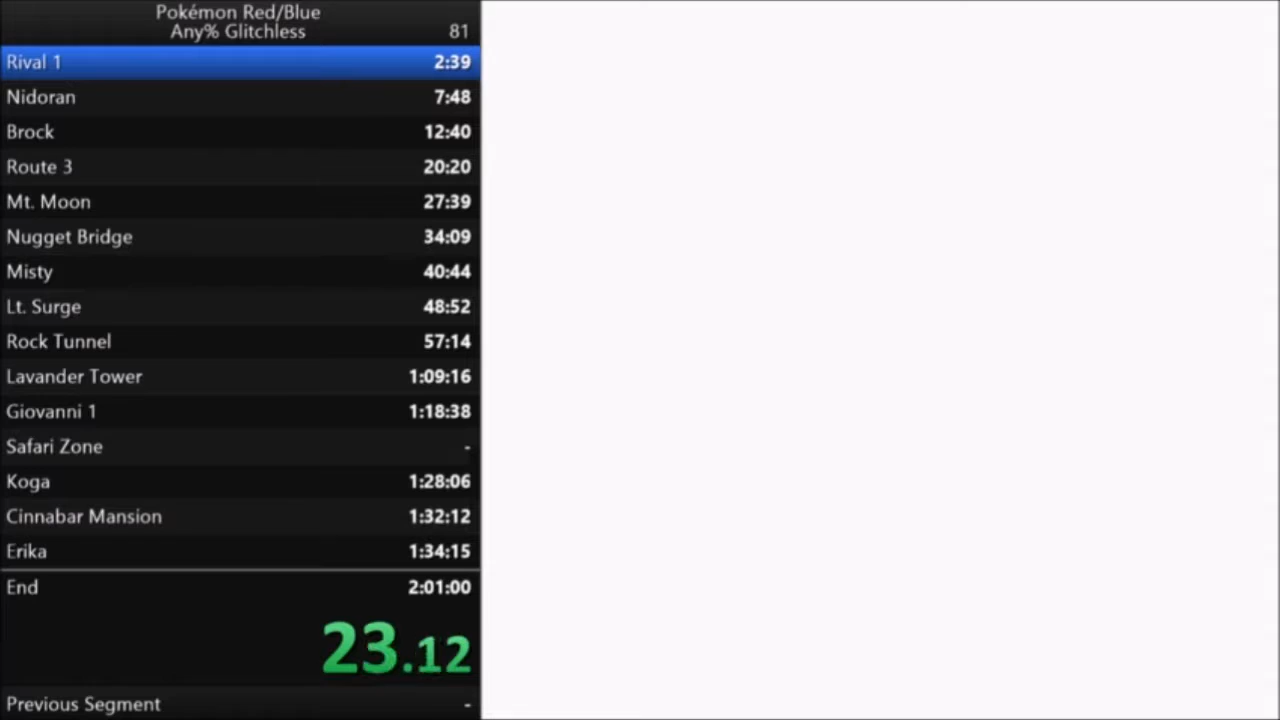 Pokémon Red/Blue
Any% Glitchless 81
Rival 1 2:39
Nidoran 7:48
Brock 12:40
Route 3 20:20
Mt. Moon 27:39
Nugget Bridge 34:09
Misty 40:44
Lt. Surge 48:52
Rock Tunnel 57:14
Lavander Tower 1:09:16
Giovanni 1 1:18:38
Safari Zone -
Koga 1:28:06
Cinnabar Mansion 1:32:12
Erika 1:34:15
End 2:01:00
23.12
Previous Segment -